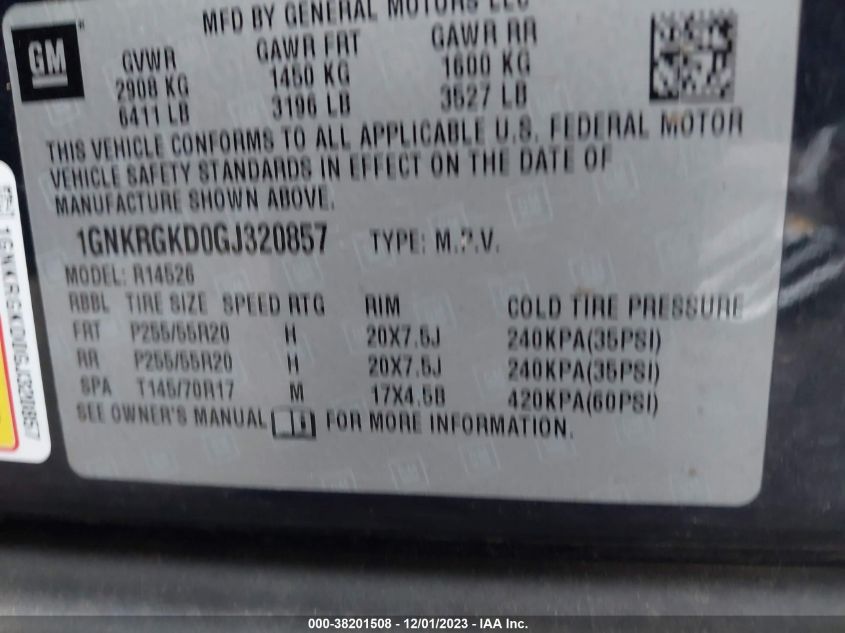 GM
MFD BY GENERAL MOTORS LLC
GVWR GAWR FRT GAWR RR
2908 KG 1450 KG 1600 KG
6411 LB 3196 LB 3527 LB
THIS VEHICLE CONFORMS TO ALL APPLICABLE U.S. FEDERAL MOTOR
VEHICLE SAFETY STANDARDS IN EFFECT ON THE DATE OF
MANUFACTURE SHOWN ABOVE.
1GNKRGKD0GJ320857 TYPE: M.P.V.
MODEL: R14526
RBBL TIRE SIZE SPEED RTG RIM COLD TIRE PRESSURE
FRT P255/55R20 H 20X7.5J 240KPA(35PSI)
RR P255/55R20 H 20X7.5J 240KPA(35PSI)
SPA T145/70R17 M 17X4.5B 420KPA(60PSI)
SEE OWNER'S MANUAL FOR MORE INFORMATION.
1GNKRGKD0GJ320857
000-38201508 - 12/01/2023 - IAA Inc.